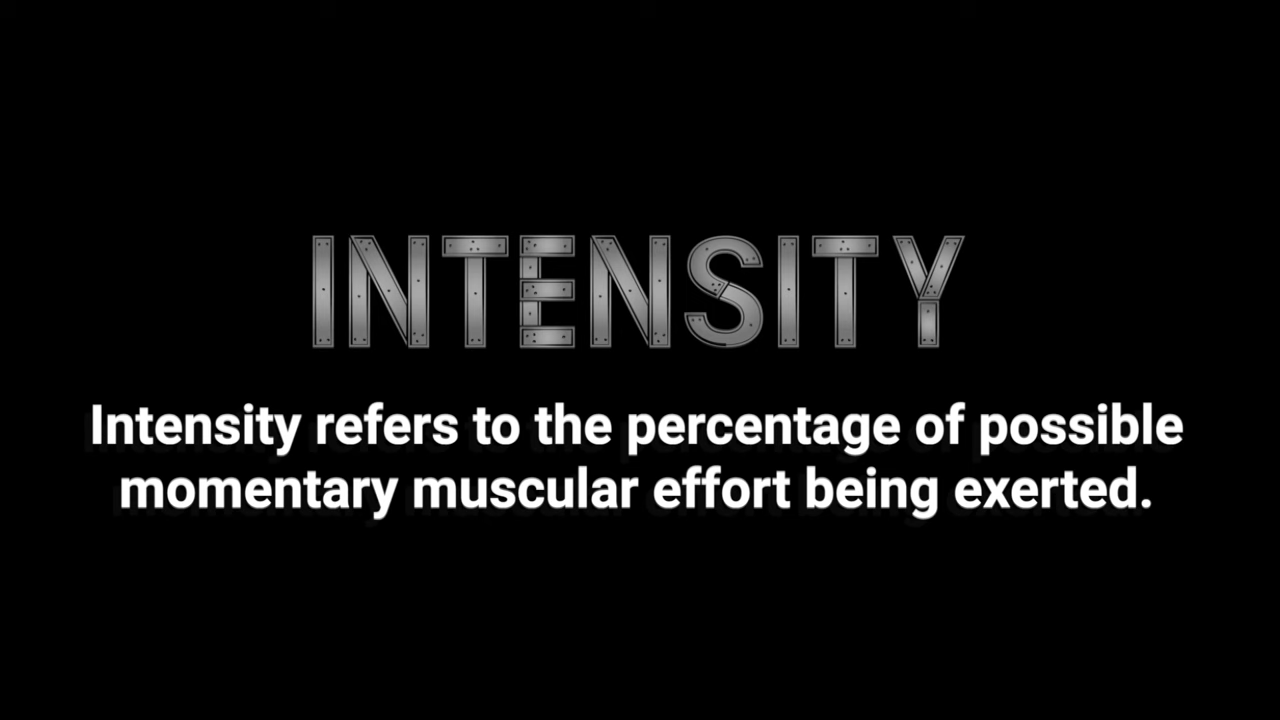 INTENSITY
Intensity refers to the percentage of possible
momentary muscular effort being exerted.